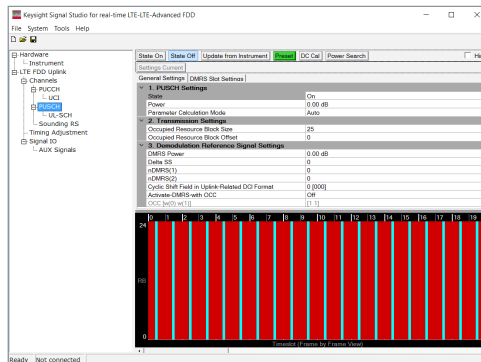 Keysight Signal Studio for real-time LTE-LTE-Advanced FDD
File System Tools Help
Hardware
Instrument
LTE FDD Uplink
Channels
PUCCH
UCI
PUSCH
UL-SCH
Sounding RS
Timing Adjustment
Signal IO
AUX Signals
State On State Off Update from Instrument Preset DC Cal Power Search
Settings Current
General Settings DMRS Slot Settings
1. PUSCH Settings
State On
Power 0.00 dB
Parameter Calculation Mode Auto
2. Transmission Settings
Occupied Resource Block Size 25
Occupied Resource Block Offset 0
3. Demodulation Reference Signal Settings
DMRS Power 0.00 dB
Delta SS 0
nDMRS(1) 0
nDMRS(2) 0
Cyclic Shift Field in Uplink-Related DCI Format 0 [000]
Activate-DMRS-with OCC Off
OCC [w(0) w(1)] [1 1]
0 1 2 3 4 5 6 7 8 9 10 11 12 13 14 15 16 17 18 19
24
RB
0
Timeslot (Frame by Frame View)
Ready Not connected